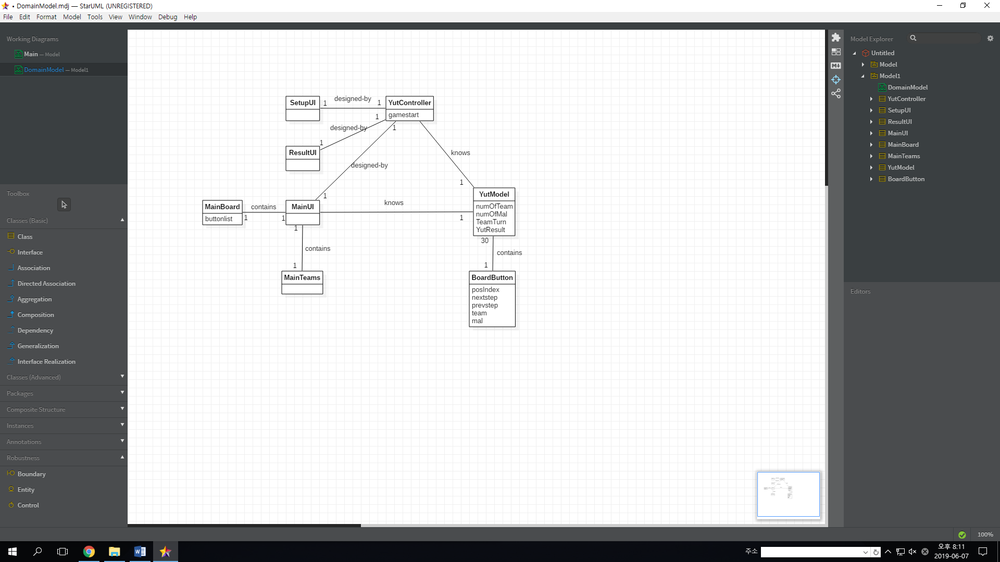 • DomainModel.mdj — StarUML (UNREGISTERED)
File Edit Format Model Tools View Window Debug Help
Working Diagrams
Main — Model
DomainModel — Model1
Toolbox
Classes (Basic)
Class
Interface
Association
Directed Association
Aggregation
Composition
Dependency
Generalization
Interface Realization
Classes (Advanced)
Packages
Composite Structure
Instances
Annotations
Robustness
Boundary
Entity
Control
SetupUI
1
designed-by
1
YutController
gamestart
1
designed-by
1
1
ResultUI
knows
designed-by
1
1
MainBoard
buttonlist
contains
1
1
MainUI
knows
1
YutModel
numOfTeam
numOfMal
TeamTurn
YutResult
1
contains
1
MainTeams
30
contains
1
BoardButton
posIndex
nextstep
prevstep
team
mal
M
Model Explorer
Untitled
Model
Model1
DomainModel
YutController
SetupUI
ResultUI
MainUI
MainBoard
MainTeams
YutModel
BoardButton
Editors
100%
주소
오후 8:11
2019-06-07